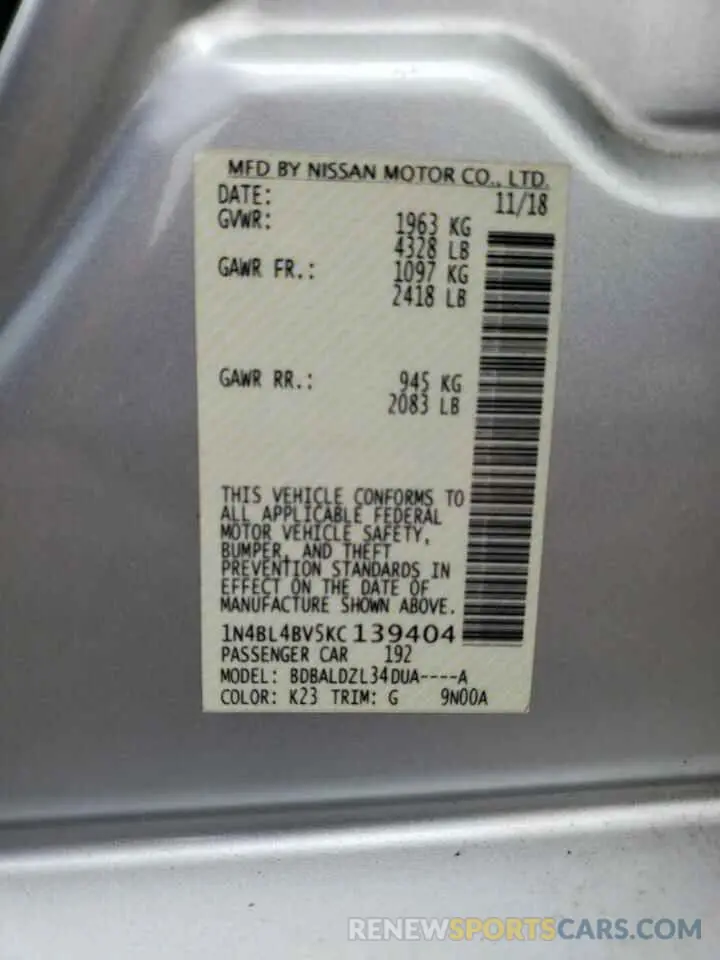 MFD BY NISSAN MOTOR CO., LTD.
DATE: 11/18
GVWR: 1963 KG
4328 LB
GAWR FR.: 1097 KG
2418 LB
GAWR RR.: 945 KG
2083 LB
THIS VEHICLE CONFORMS TO
ALL APPLICABLE FEDERAL
MOTOR VEHICLE SAFETY,
BUMPER, AND THEFT
PREVENTION STANDARDS IN
EFFECT ON THE DATE OF
MANUFACTURE SHOWN ABOVE.
1N4BL4BV5KC139404
PASSENGER CAR 192
MODEL: BDBALDZL34DUA----A
COLOR: K23 TRIM: G 9N00A
RENEWSUSEDCARS.COM